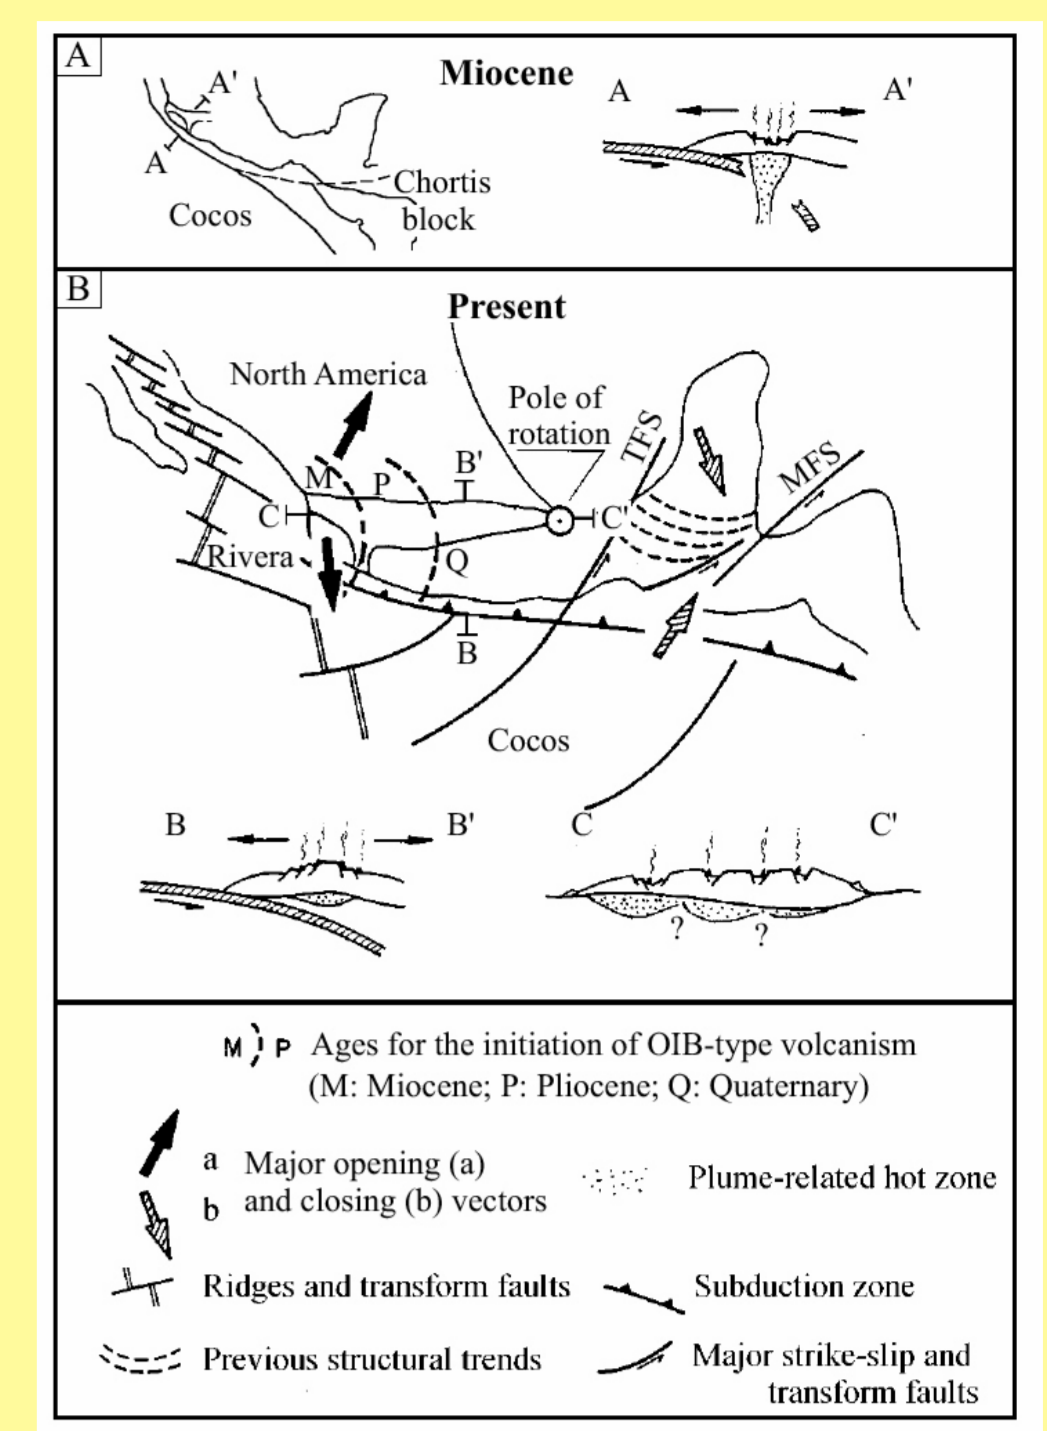 A
Miocene
A'
A
Cocos
Chortis
block
A
A'
B
Present
North America
Pole of
rotation
TFS
MFS
M
P
B'
C
C'
Rivera
Q
B
Cocos
B
B'
C
C'
?
?
M P Ages for the initiation of OIB-type volcanism
(M: Miocene; P: Pliocene; Q: Quaternary)
a Major opening (a)
b and closing (b) vectors
Plume-related hot zone
Ridges and transform faults
Subduction zone
Previous structural trends
Major strike-slip and
transform faults